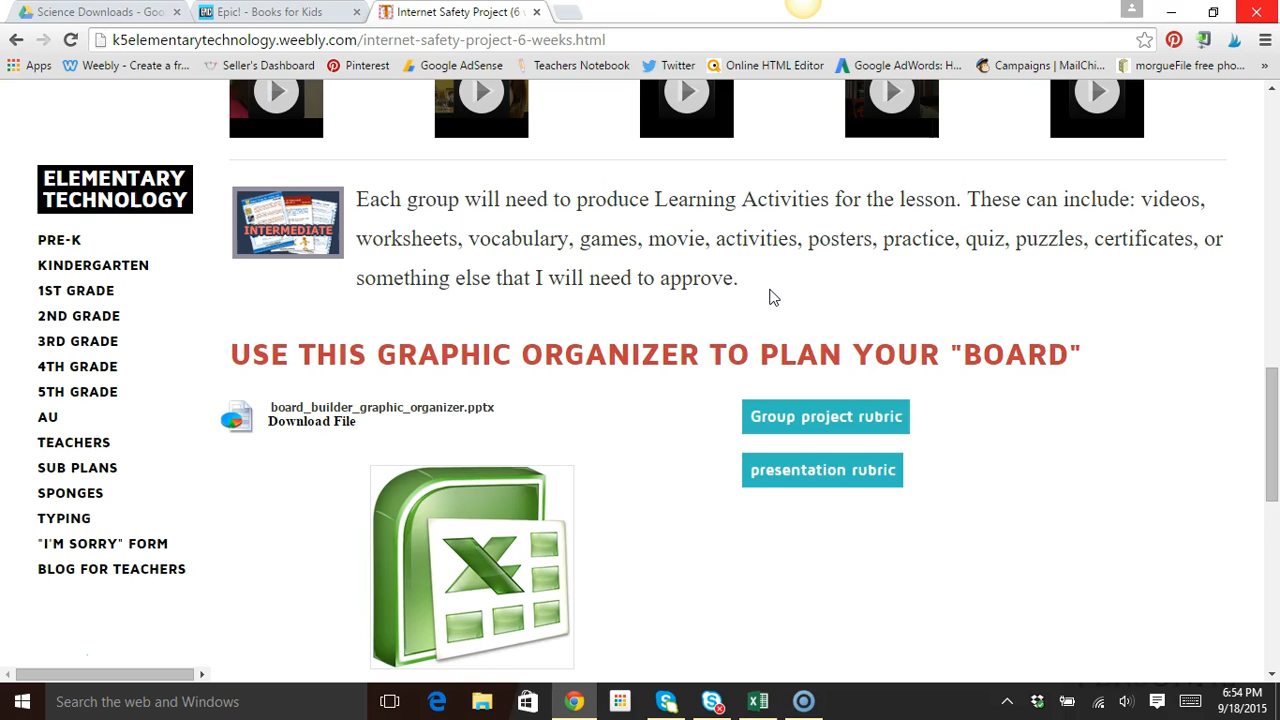 Science Downloads - Goo
Epic! - Books for Kids
Internet Safety Project (6 w
k5elementarytechnology.weebly.com/internet-safety-project-6-weeks.html
Apps
Weebly - Create a fr...
Seller's Dashboard
Pinterest
Google AdSense
Teachers Notebook
Twitter
Online HTML Editor
Google AdWords: H...
Campaigns | MailChi...
morgueFile free pho...
»
ELEMENTARY
TECHNOLOGY
PRE-K
KINDERGARTEN
1ST GRADE
2ND GRADE
3RD GRADE
4TH GRADE
5TH GRADE
AU
TEACHERS
SUB PLANS
SPONGES
TYPING
"I'M SORRY" FORM
BLOG FOR TEACHERS
INTERMEDIATE
Each group will need to produce Learning Activities for the lesson. These can include: videos,
worksheets, vocabulary, games, movie, activities, posters, practice, quiz, puzzles, certificates, or
something else that I will need to approve.
USE THIS GRAPHIC ORGANIZER TO PLAN YOUR "BOARD"
board_builder_graphic_organizer.pptx
Download File
Group project rubric
presentation rubric
Search the web and Windows
6:54 PM
9/18/2015